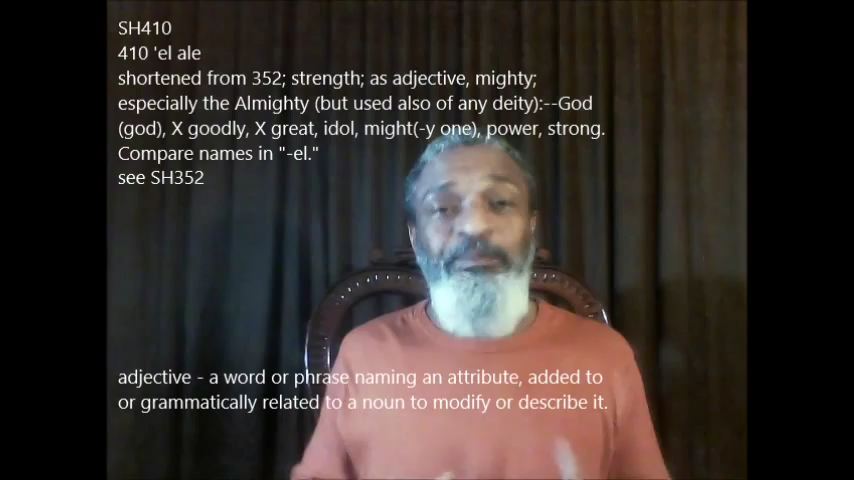 SH410
410 'el ale
shortened from 352; strength; as adjective, mighty;
especially the Almighty (but used also of any deity):--God
(god), X goodly, X great, idol, might(-y one), power, strong.
Compare names in "-el."
see SH352
adjective - a word or phrase naming an attribute, added to
or grammatically related to a noun to modify or describe it.